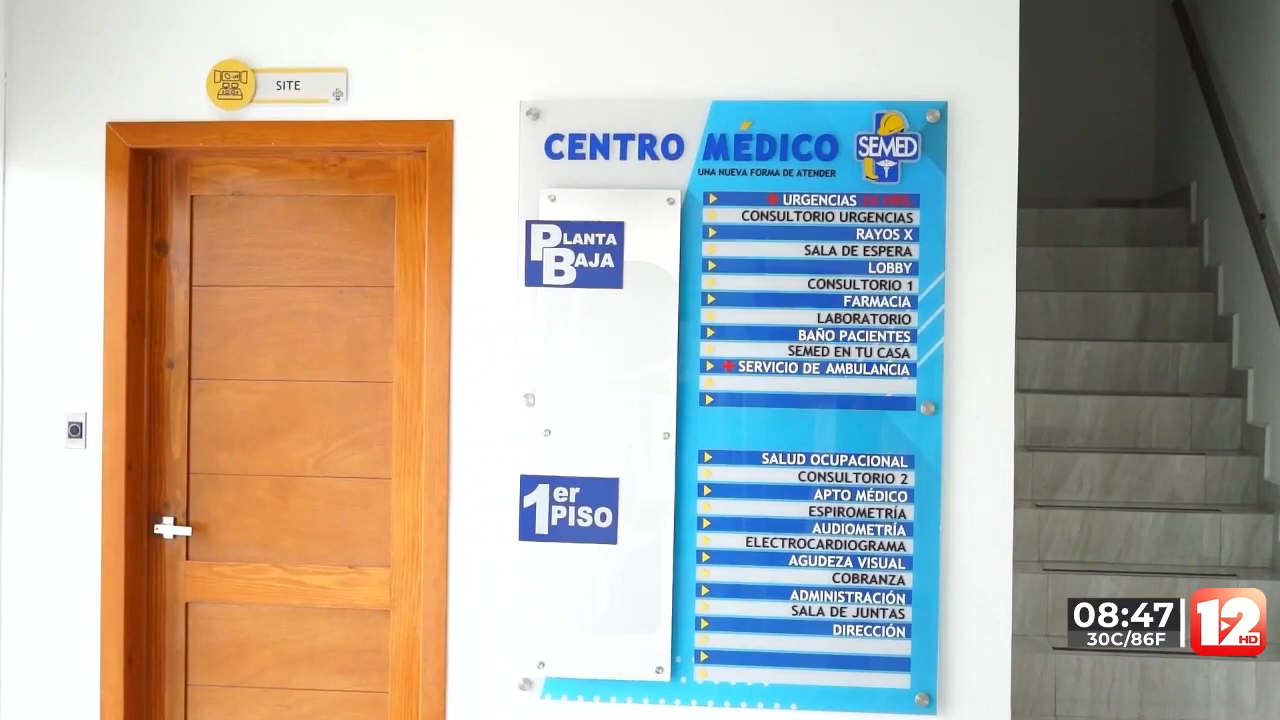 SITE
CENTRO MÉDICO
UNA NUEVA FORMA DE ATENDER
SEMED
PLANTA
BAJA
URGENCIAS 24 HRS.
CONSULTORIO URGENCIAS
RAYOS X
SALA DE ESPERA
LOBBY
CONSULTORIO 1
FARMACIA
LABORATORIO
BAÑO PACIENTES
SEMED EN TU CASA
SERVICIO DE AMBULANCIA
1er
PISO
SALUD OCUPACIONAL
CONSULTORIO 2
APTO MÉDICO
ESPIROMETRÍA
AUDIOMETRÍA
ELECTROCARDIOGRAMA
AGUDEZA VISUAL
COBRANZA
ADMINISTRACIÓN
SALA DE JUNTAS
DIRECCIÓN
08:47
30C/86F
12
HD